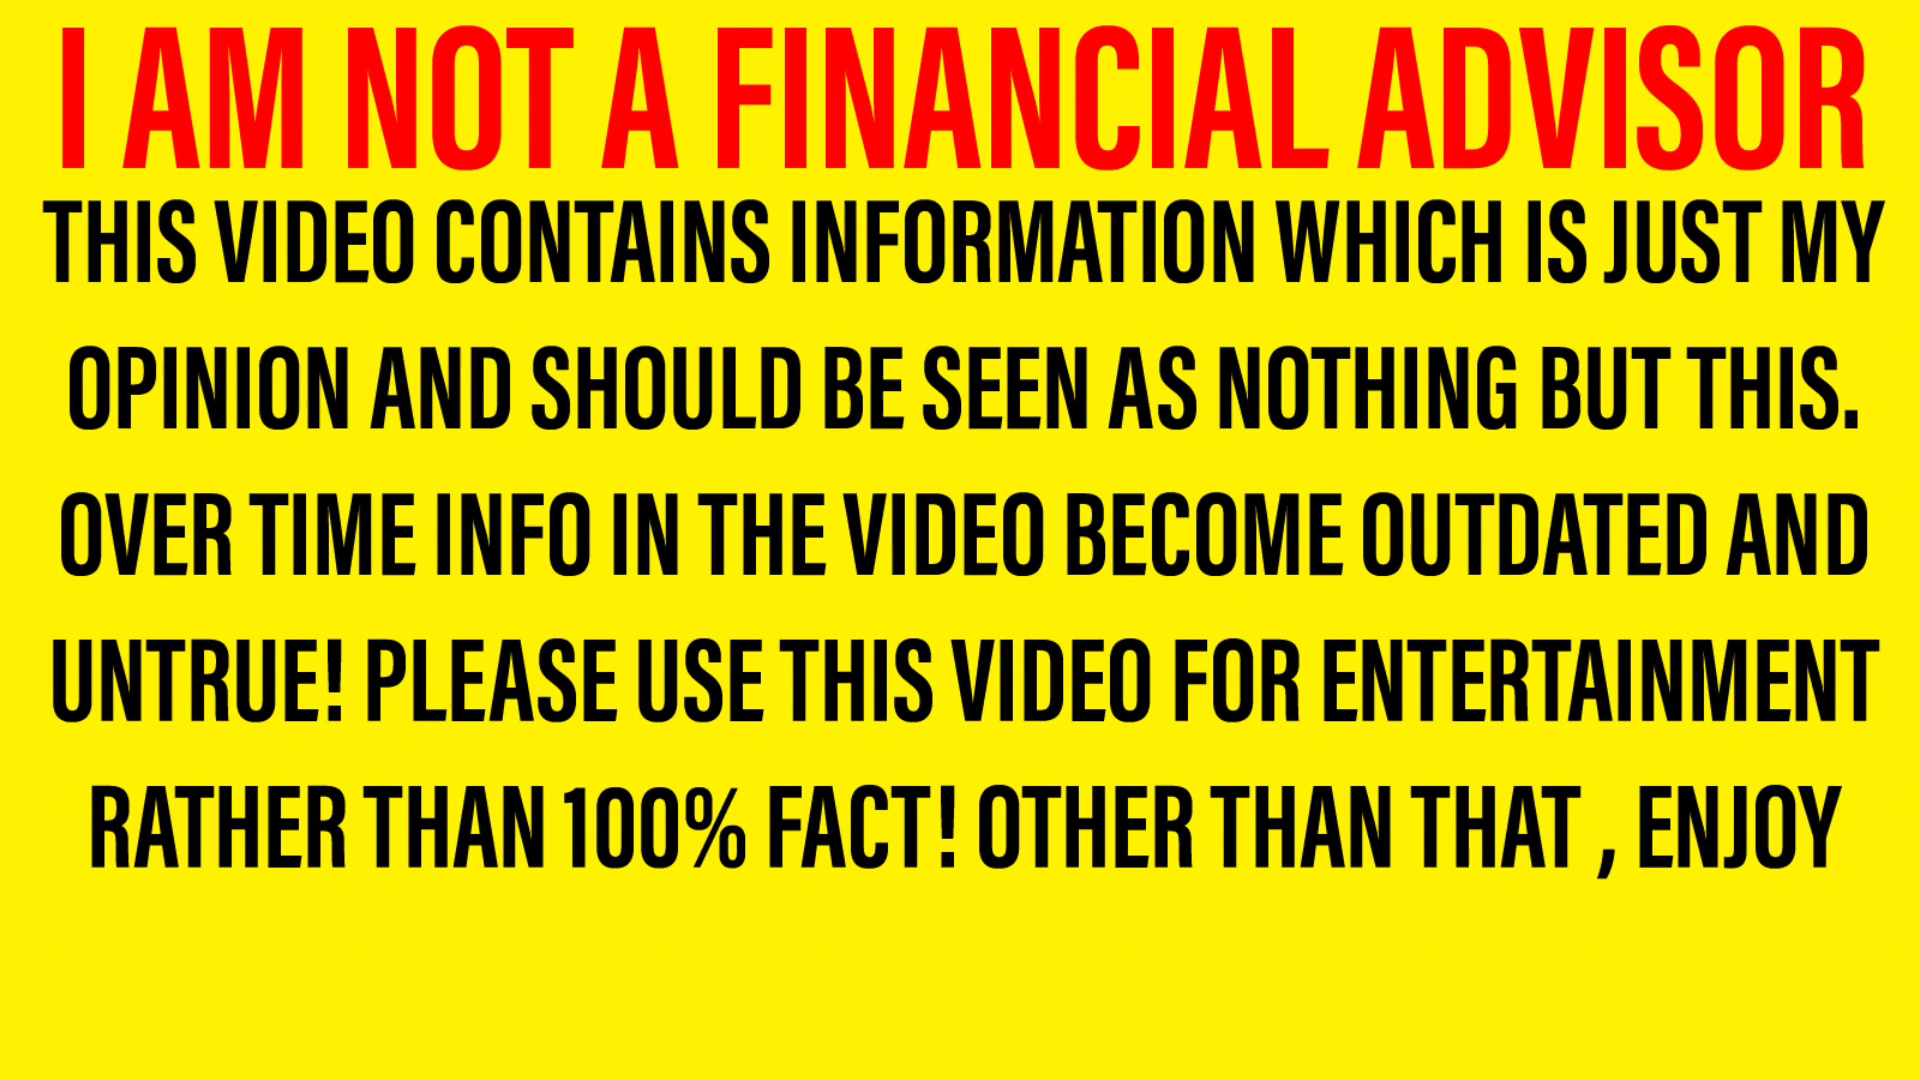 I AM NOT A FINANCIAL ADVISOR
THIS VIDEO CONTAINS INFORMATION WHICH IS JUST MY
OPINION AND SHOULD BE SEEN AS NOTHING BUT THIS.
OVER TIME INFO IN THE VIDEO BECOME OUTDATED AND
UNTRUE! PLEASE USE THIS VIDEO FOR ENTERTAINMENT
RATHER THAN 100% FACT! OTHER THAN THAT , ENJOY